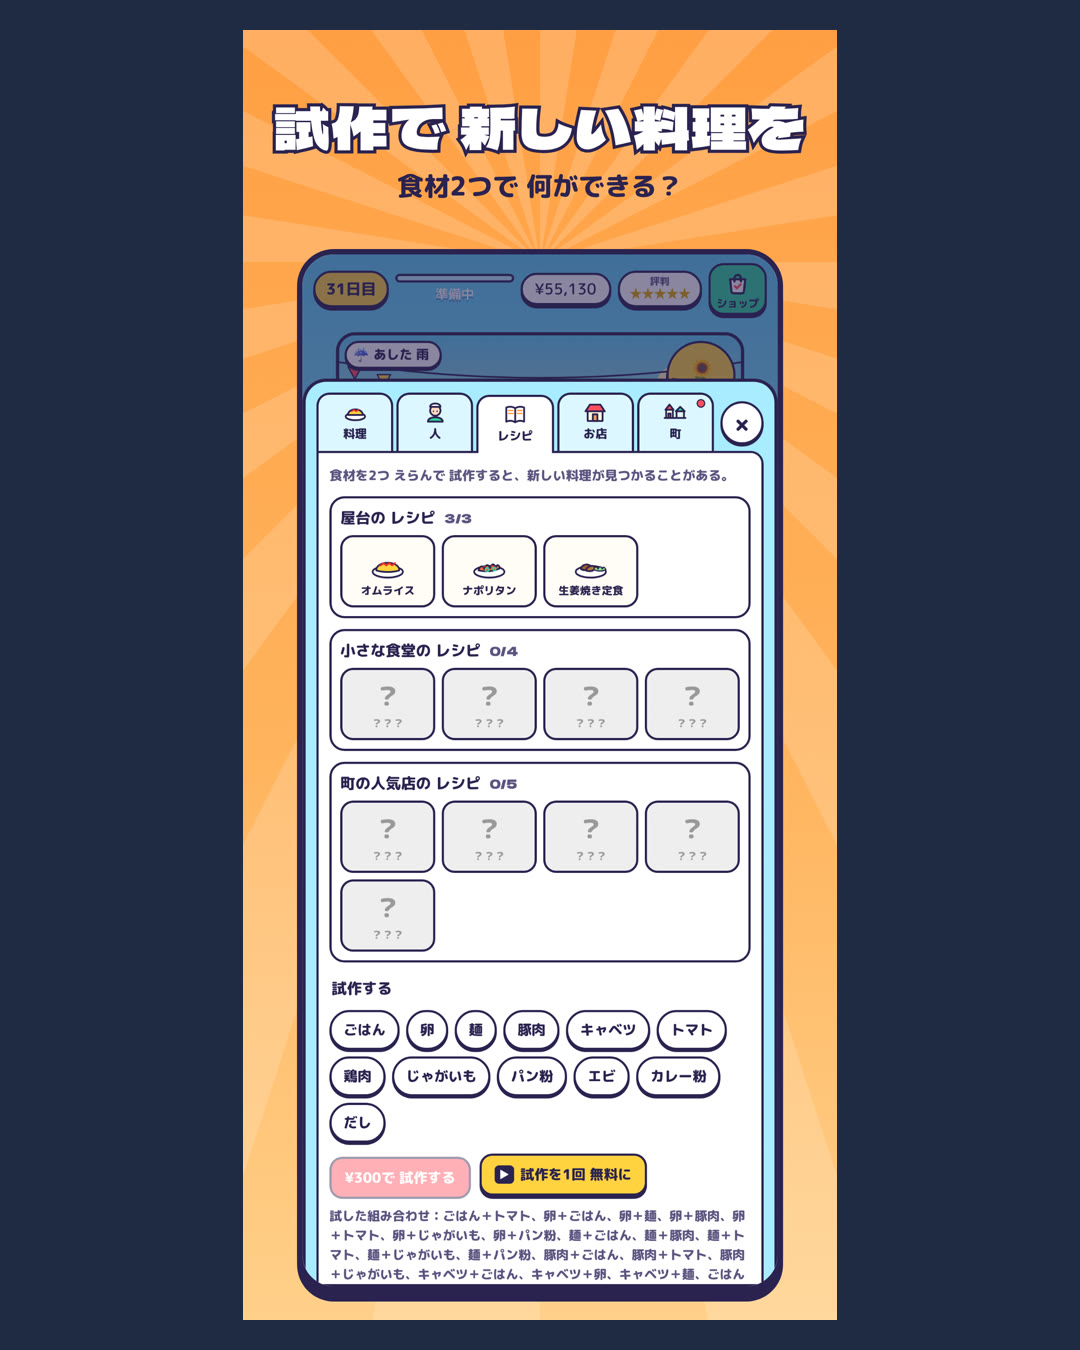 試作で 新しい料理を
食材2つで 何ができる？
31日目
準備中
¥55,130
評判
★★★★★
ショップ
あした 雨
料理
人
レシピ
お店
町
×
食材を2つ えらんで 試作すると、新しい料理が見つかることがある。
屋台の レシピ 3/3
オムライス
ナポリタン
生姜焼き定食
小さな食堂の レシピ 0/4
? ? ? ?
??? ??? ??? ???
町の人気店の レシピ 0/5
? ? ? ?
??? ??? ??? ???
?
???
試作する
ごはん 卵 麺 豚肉 キャベツ トマト
鶏肉 じゃがいも パン粉 エビ カレー粉
だし
¥300で 試作する
試作を1回 無料に
試した組み合わせ：ごはん＋トマト、卵＋ごはん、卵＋麺、卵＋豚肉、卵
＋トマト、卵＋じゃがいも、卵＋パン粉、麺＋ごはん、麺＋豚肉、麺＋ト
マト、麺＋じゃがいも、麺＋パン粉、豚肉＋ごはん、豚肉＋トマト、豚肉
＋じゃがいも、キャベツ＋ごはん、キャベツ＋卵、キャベツ＋麺、ごはん